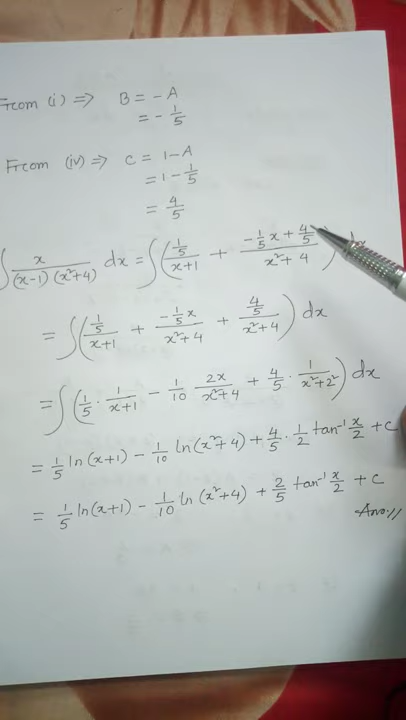 From (i) ⇒ B = -A
= -1/5
From (iv) ⇒ C = 1-A
= 1 - 1/5
= 4/5
∫ x/((x-1)(x²+4)) dx = ∫( (1/5)/(x+1) + (-1/5 x + 4/5)/(x²+4) ) dx
= ∫( (1/5)/(x+1) + (-1/5 x)/(x²+4) + (4/5)/(x²+4) ) dx
= ∫( 1/5 · 1/(x+1) - 1/10 2x/(x²+4) + 4/5 · 1/(x²+2²) ) dx
= 1/5 ln(x+1) - 1/10 ln(x²+4) + 4/5 · 1/2 tan⁻¹ x/2 + C
= 1/5 ln(x+1) - 1/10 ln(x²+4) + 2/5 tan⁻¹ x/2 + C
Ans.//